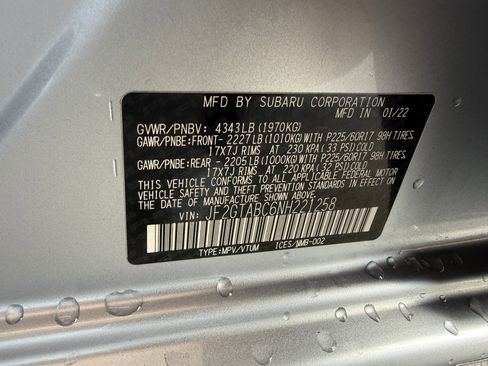 MFD BY SUBARU CORPORATION
MFD IN 01/22
GVWR/PNBV: 4343LB(1970KG)
GAWR/PNBE:FRONT-2227LB(1010KG)WITH P225/60R17 98H TIRES,
17X7J RIMS AT 230 KPA(33 PSI)COLD
GAWR/PNBE:REAR-2205LB(1000KG)WITH P225/60R17 98H TIRES,
17X7J RIMS AT 220 KPA(32 PSI)COLD
THIS VEHICLE CONFORMS TO ALL APPLICABLE FEDERAL MOTOR
VEHICLE SAFETY AND THEFT PREVENTION STANDARDS IN EFFECT
ON THE DATE OF MANUFACTURE SHOWN ABOVE.
VIN: JF2GTABC6NH221258
TYPE:MPV/VTUM ICES/NMB-002